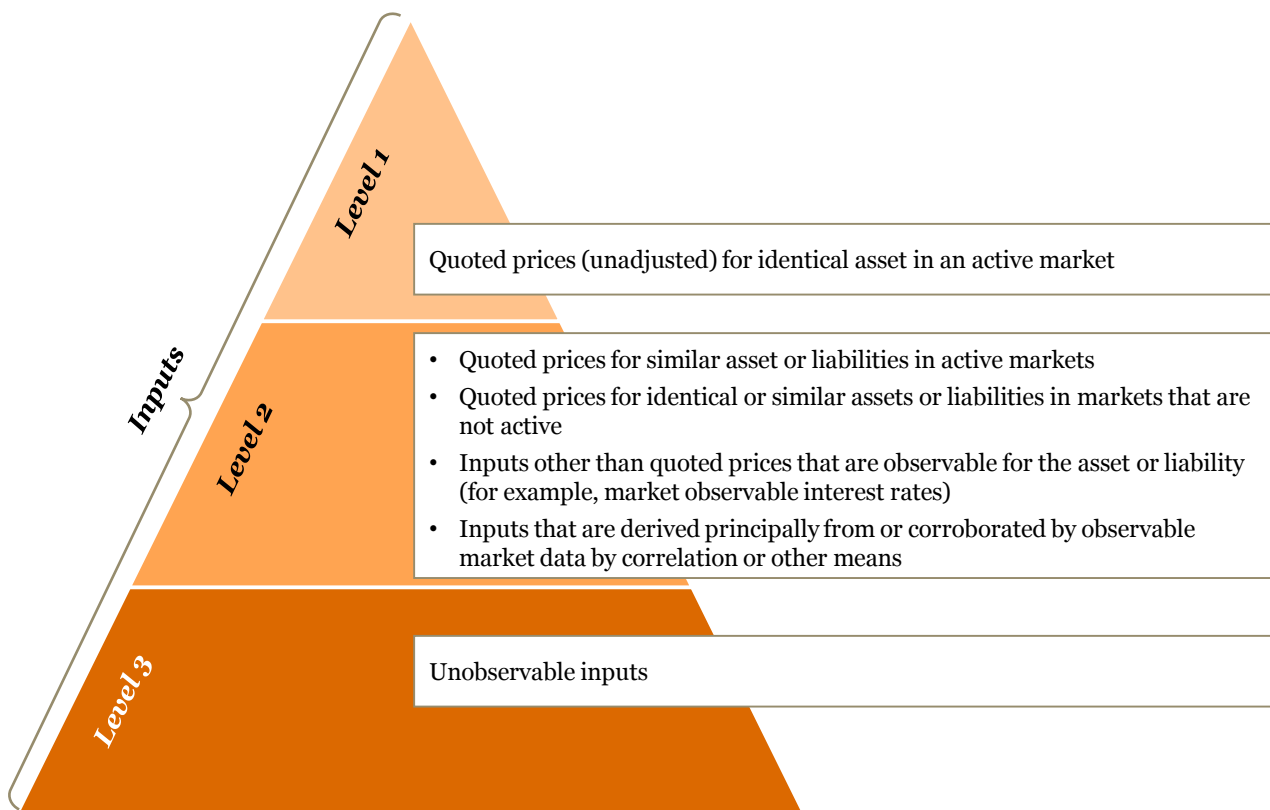 Inputs
Level 1
Quoted prices (unadjusted) for identical asset in an active market
Level 2
• Quoted prices for similar asset or liabilities in active markets
• Quoted prices for identical or similar assets or liabilities in markets that are
not active
• Inputs other than quoted prices that are observable for the asset or liability
(for example, market observable interest rates)
• Inputs that are derived principally from or corroborated by observable
market data by correlation or other means
Level 3
Unobservable inputs